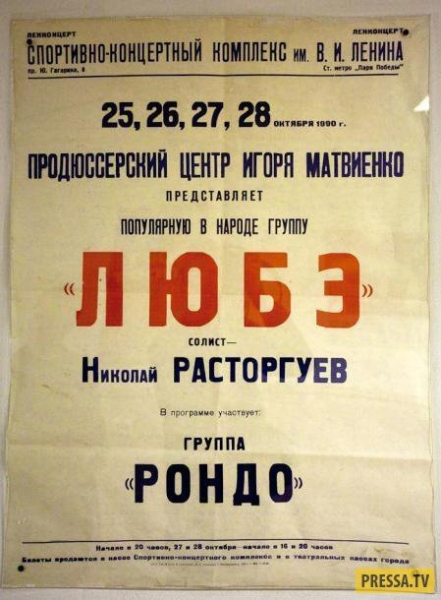 ЛЕНКОНЦЕРТ ЛЕНКОНЦЕРТ
СПОРТИВНО-КОНЦЕРТНЫЙ КОМПЛЕКС ИМ. В. И. ЛЕНИНА
пр. Ю. Гагарина, 8 Ст. метро „Парк Победы"
25, 26, 27, 28 ОКТЯБРЯ 1990 г.
ПРОДЮССЕРСКИЙ ЦЕНТР ИГОРЯ МАТВИЕНКО
ПРЕДСТАВЛЯЕТ
ПОПУЛЯРНУЮ В НАРОДЕ ГРУППУ
«ЛЮБЭ»
СОЛИСТ—
Николай РАСТОРГУЕВ
В программе участвует:
ГРУППА
«РОНДО»
Начало в 20 часов, 27 и 28 октября—начало в 16 и 20 часов
Билеты продаются в кассе Спортивно-концертного комплекса и в театральных кассах города
PRESSA.TV